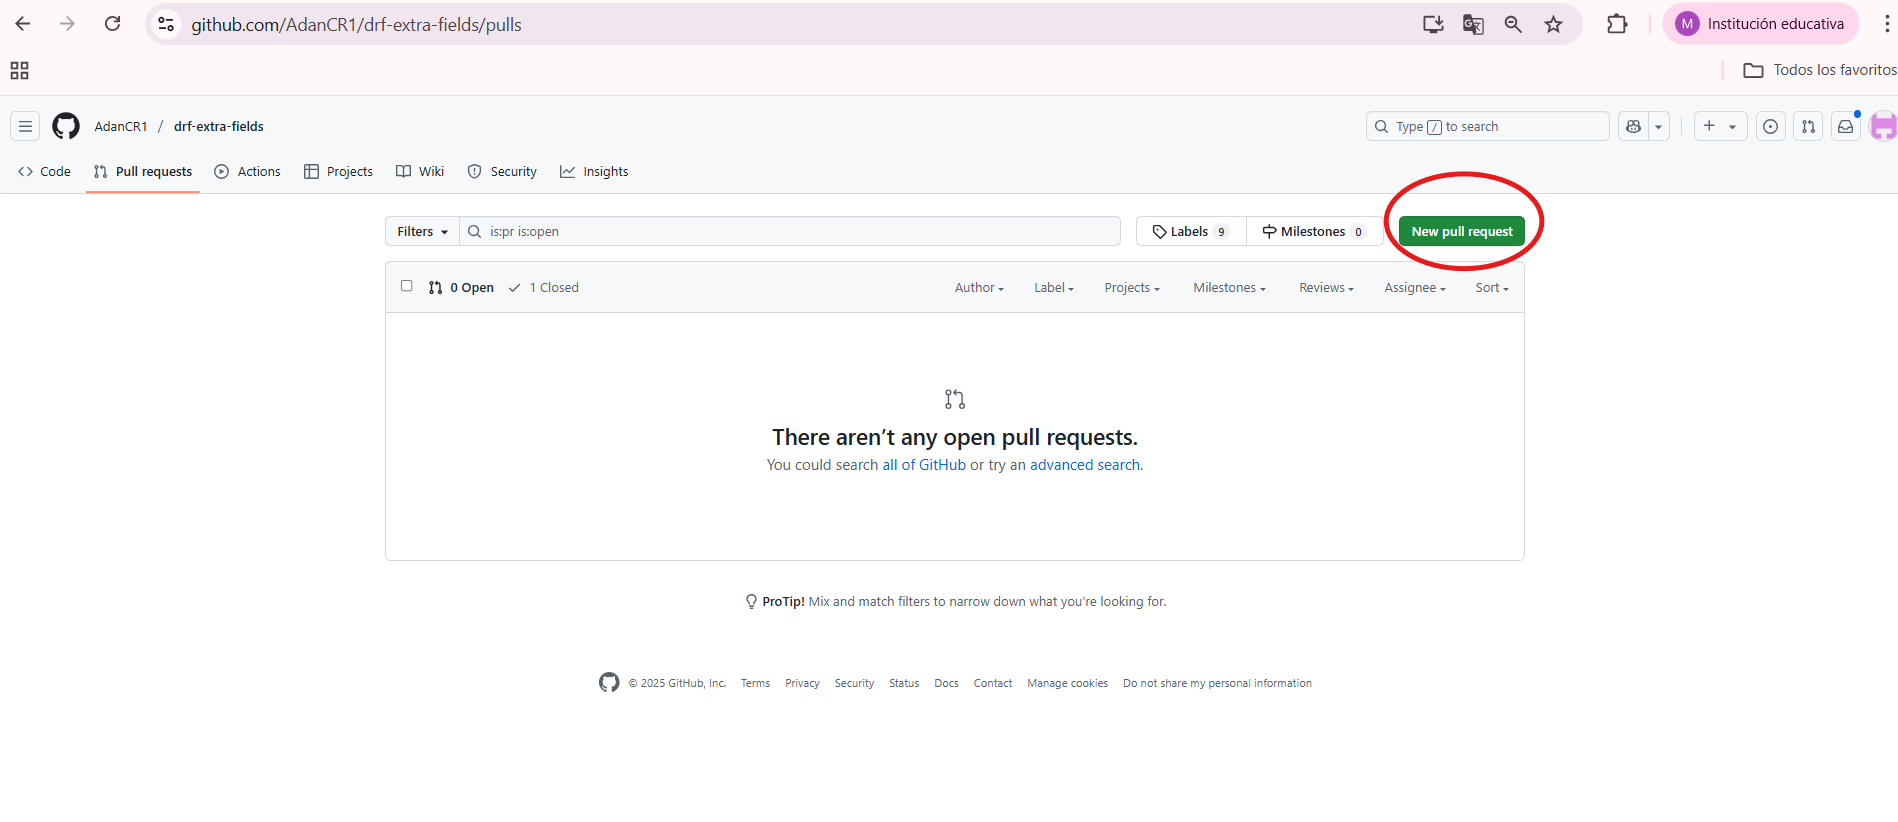 github.com/AdanCR1/drf-extra-fields/pulls
M Institución educativa
Todos los favoritos
AdanCR1 / drf-extra-fields
Type / to search
Code Pull requests Actions Projects Wiki Security Insights
Filters is:pr is:open Labels 9 Milestones 0 New pull request
0 Open 1 Closed Author Label Projects Milestones Reviews Assignee Sort
There aren’t any open pull requests.
You could search all of GitHub or try an advanced search.
ProTip! Mix and match filters to narrow down what you’re looking for.
© 2025 GitHub, Inc. Terms Privacy Security Status Docs Contact Manage cookies Do not share my personal information